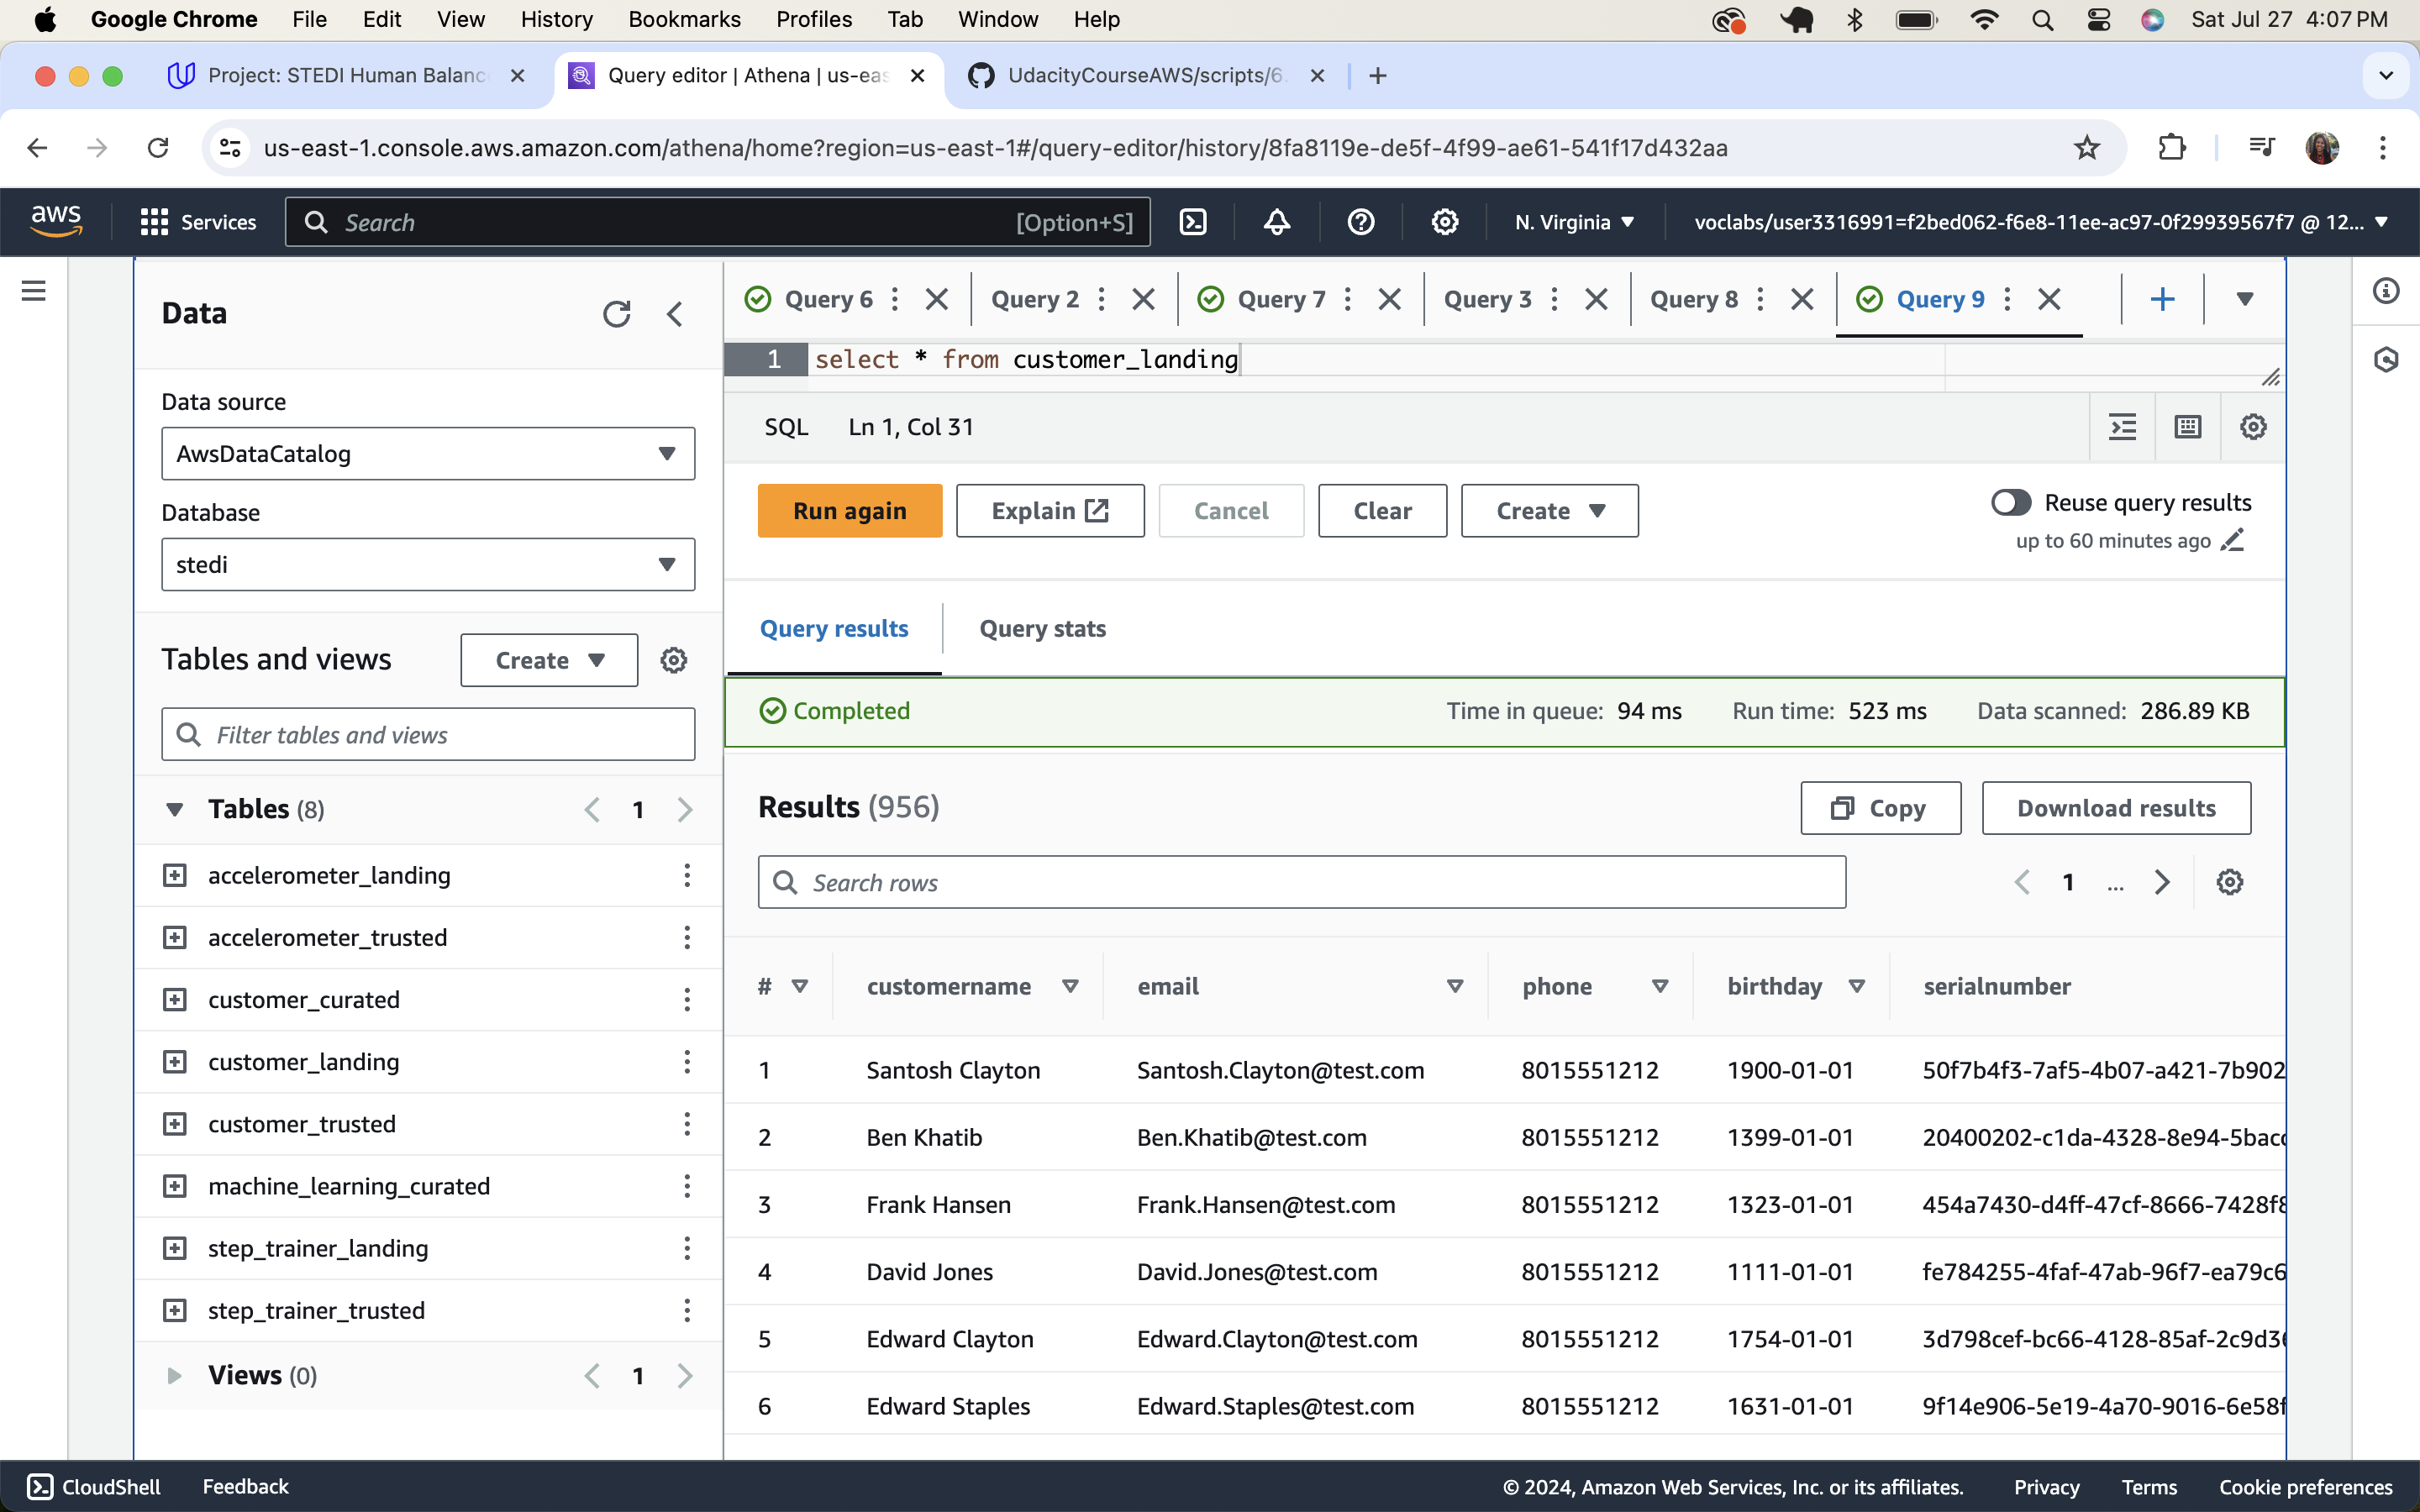 Google Chrome File Edit View History Bookmarks Profiles Tab Window Help Sat Jul 27 4:07 PM
Project: STEDI Human Balanc Query editor | Athena | us-eas UdacityCourseAWS/scripts/6.
us-east-1.console.aws.amazon.com/athena/home?region=us-east-1#/query-editor/history/8fa8119e-de5f-4f99-ae61-541f17d432aa
aws Services Search [Option+S] N. Virginia voclabs/user3316991=f2bed062-f6e8-11ee-ac97-0f29939567f7 @ 12...
Data
Query 6 Query 2 Query 7 Query 3 Query 8 Query 9
1 select * from customer_landing
Data source
SQL Ln 1, Col 31
AwsDataCatalog
Database
Run again Explain Cancel Clear Create Reuse query results
up to 60 minutes ago
stedi
Query results Query stats
Tables and views Create
Completed Time in queue: 94 ms Run time: 523 ms Data scanned: 286.89 KB
Filter tables and views
Tables (8) 1
Results (956) Copy Download results
Search rows 1 ...
accelerometer_landing
accelerometer_trusted
customer_curated
customer_landing
customer_trusted
machine_learning_curated
step_trainer_landing
step_trainer_trusted
Views (0) 1
# customername email phone birthday serialnumber
1 Santosh Clayton Santosh.Clayton@test.com 8015551212 1900-01-01 50f7b4f3-7af5-4b07-a421-7b902
2 Ben Khatib Ben.Khatib@test.com 8015551212 1399-01-01 20400202-c1da-4328-8e94-5bac
3 Frank Hansen Frank.Hansen@test.com 8015551212 1323-01-01 454a7430-d4ff-47cf-8666-7428f8
4 David Jones David.Jones@test.com 8015551212 1111-01-01 fe784255-4faf-47ab-96f7-ea79c6
5 Edward Clayton Edward.Clayton@test.com 8015551212 1754-01-01 3d798cef-bc66-4128-85af-2c9d3
6 Edward Staples Edward.Staples@test.com 8015551212 1631-01-01 9f14e906-5e19-4a70-9016-6e58f
CloudShell Feedback © 2024, Amazon Web Services, Inc. or its affiliates. Privacy Terms Cookie preferences